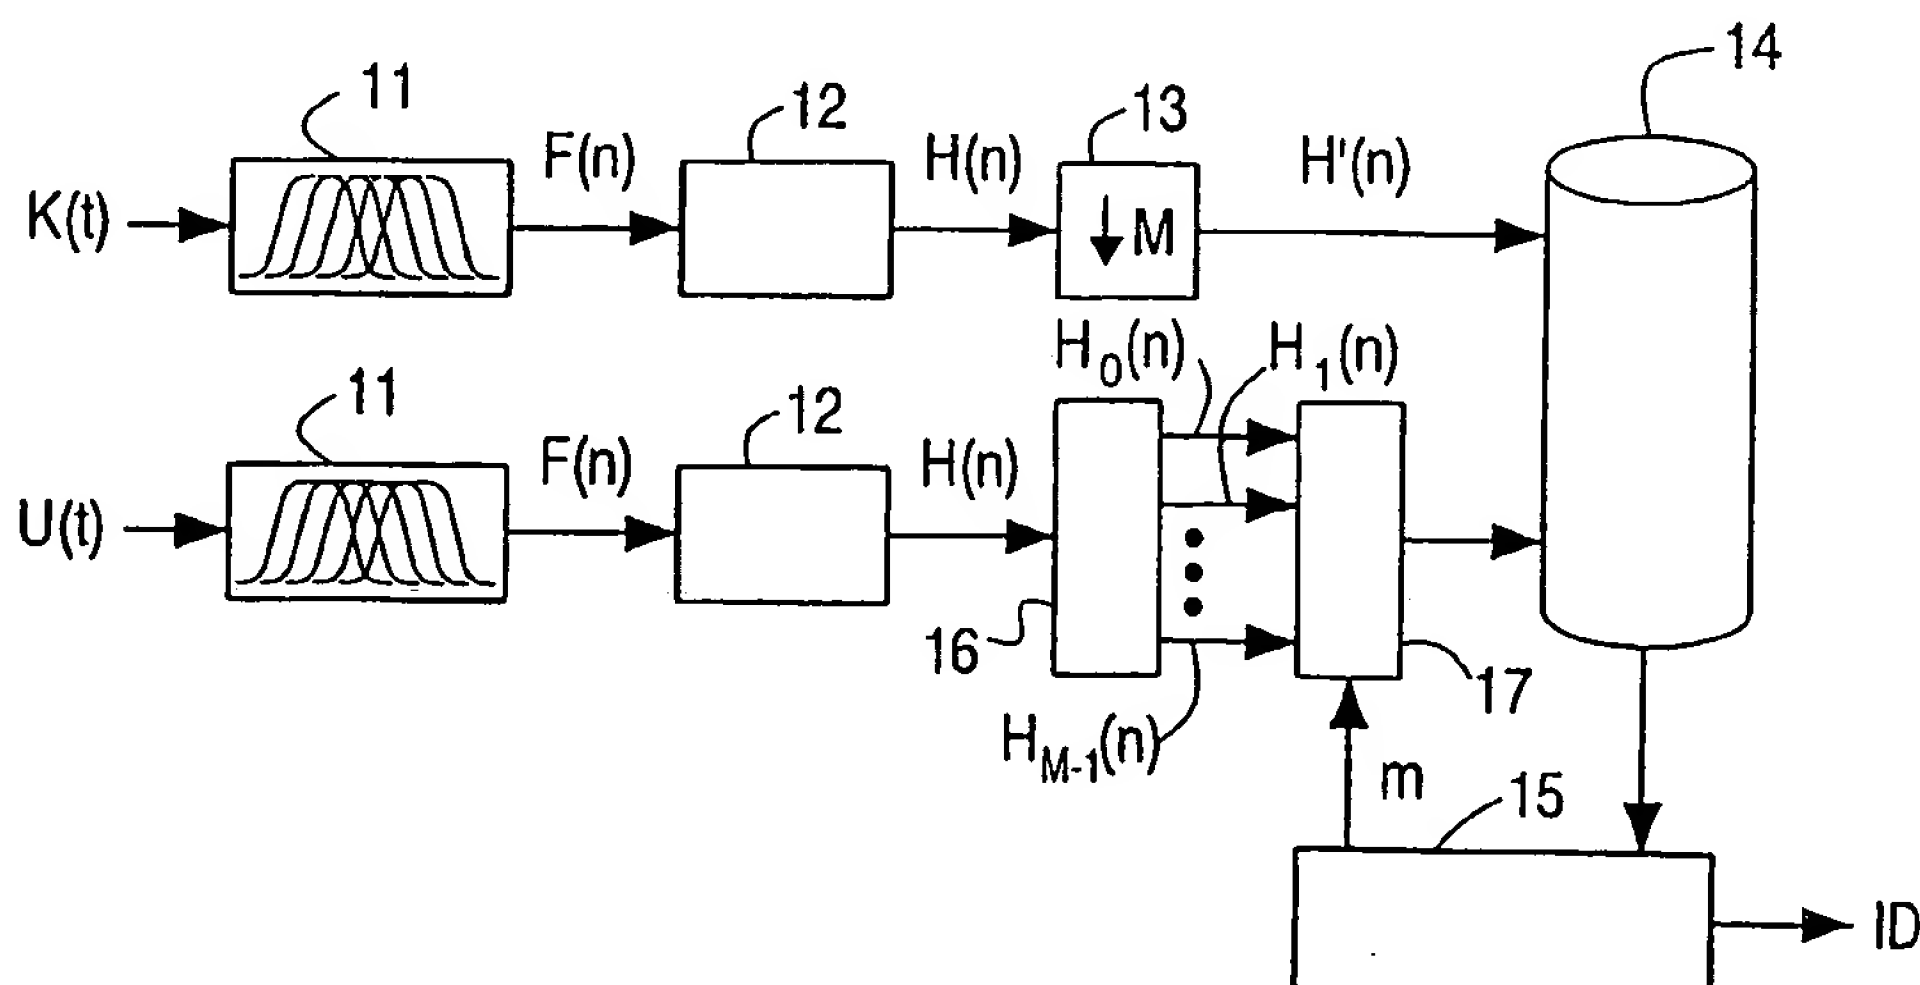 14
11
12
13
K(t)
F(n)
H(n)
↓ M
H'(n)
H0(n)
H1(n)
11
12
U(t)
F(n)
H(n)
16
17
HM-1(n)
m
15
ID